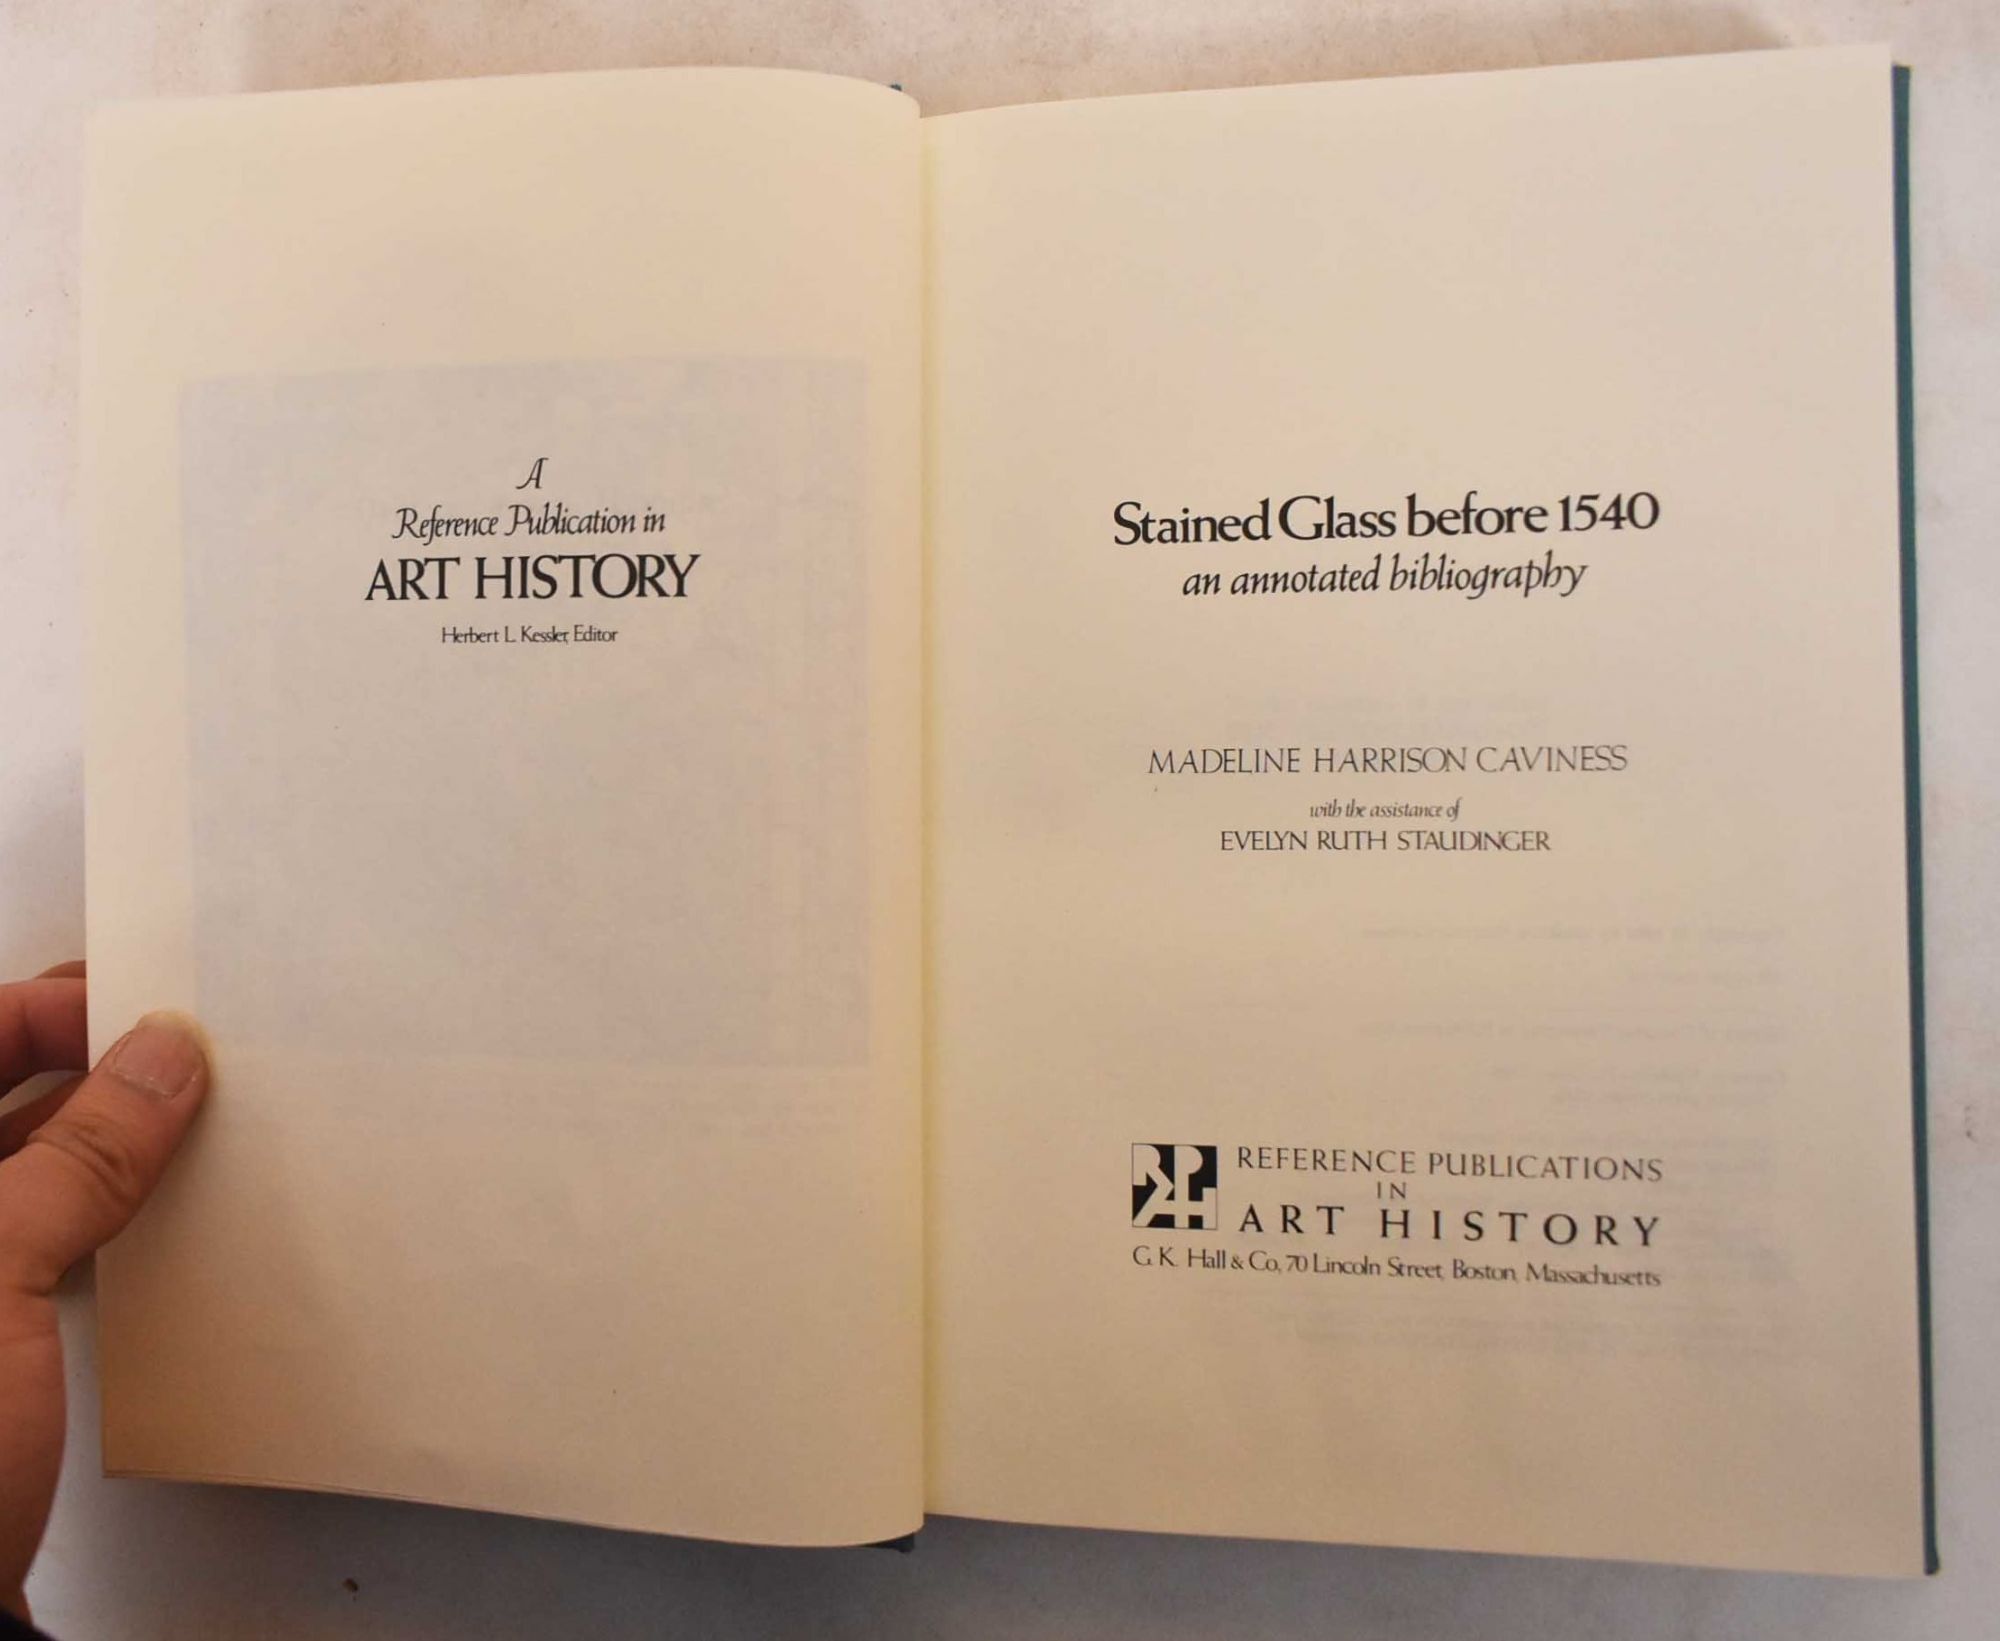 A
Reference Publication in
ART HISTORY
Herbert L. Kessler, Editor
Stained Glass before 1540
an annotated bibliography
MADELINE HARRISON CAVINESS
with the assistance of
EVELYN RUTH STAUDINGER
REFERENCE PUBLICATIONS
IN
ART HISTORY
G. K. Hall & Co., 70 Lincoln Street, Boston, Massachusetts